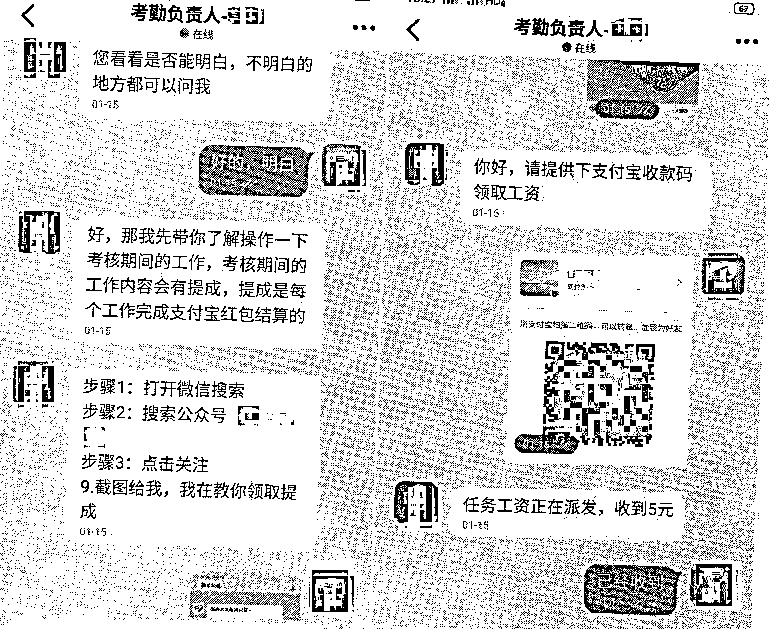 考勤负责人-
在线
您看看是否能明白，不明白的
地方都可以问我
01-15
好的，明白
好，那我先带你了解操作一下
考核期间的工作，考核期间的
工作内容会有提成，提成是每
个工作完成支付宝红包结算的
01-15
步骤1：打开微信搜索
步骤2：搜索公众号
步骤3：点击关注
9.截图给我，我在教你领取提
成
01-15
考勤负责人-
在线
你好，请提供下支付宝收款码
领取工资
01-15
任务工资正在派发，收到5元
01-15